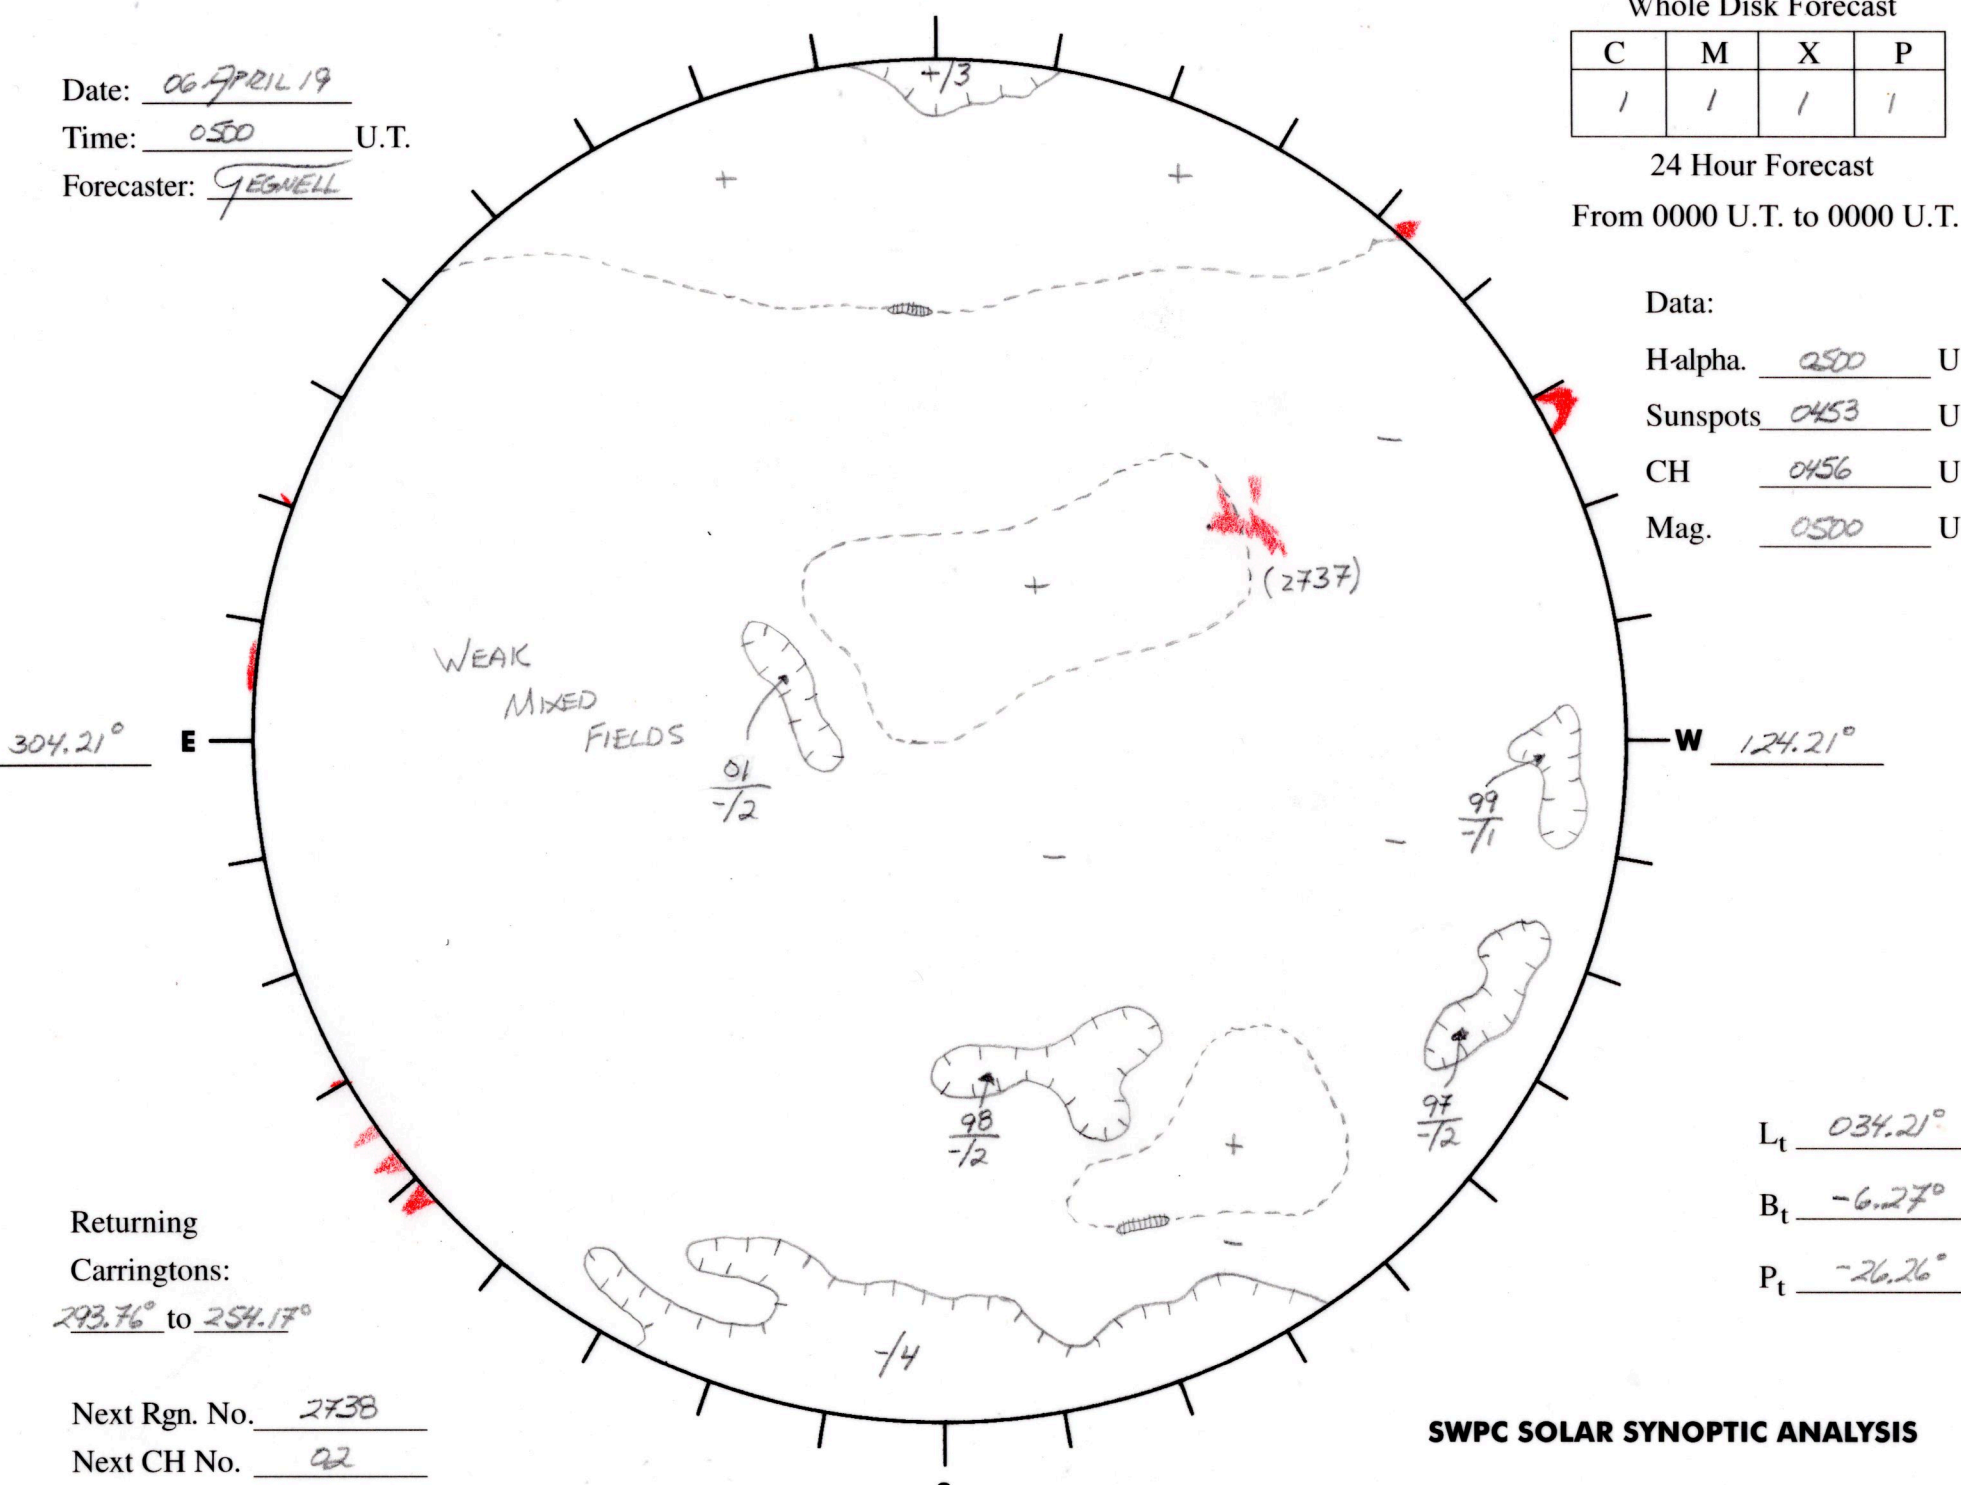 Whole Disk Forecast
C M X P
1 1 1 1
24 Hour Forecast
From 0000 U.T. to 0000 U.T.
Date: 06 APRIL 19
Time: 0500 U.T.
Forecaster: GEGNELL
+/3
+ +
Data:
H-alpha. 0500 U
Sunspots 0453 U
CH 0456 U
Mag. 0500 U
-
+
(2737)
WEAK
MIXED
FIELDS
304.21° E
W 124.21°
01
-/2
99
-/1
- -
98
-/2
97
-/2
+
-
-/4
Lt 034.21°
Bt -6.27°
Pt -26.26°
Returning
Carringtons:
293.76° to 254.17°
Next Rgn. No. 2738
Next CH No. 02
SWPC SOLAR SYNOPTIC ANALYSIS